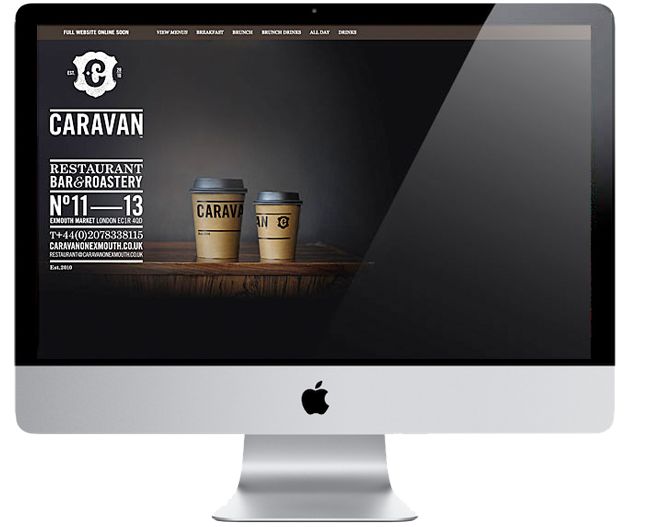 FULL WEBSITE ONLINE SOON VIEW MENUS BREAKFAST BRUNCH BRUNCH DRINKS ALL DAY DRINKS
EST. C 2010
CARAVAN
RESTAURANT
BAR & ROASTERY
Nº11—13
EXMOUTH MARKET LONDON EC1R 4QD
T+44(0)2078338115
CARAVANONEXMOUTH.CO.UK
RESTAURANT@CARAVANONEXMOUTH.CO.UK
Est. 2010
CARAVA
AN C